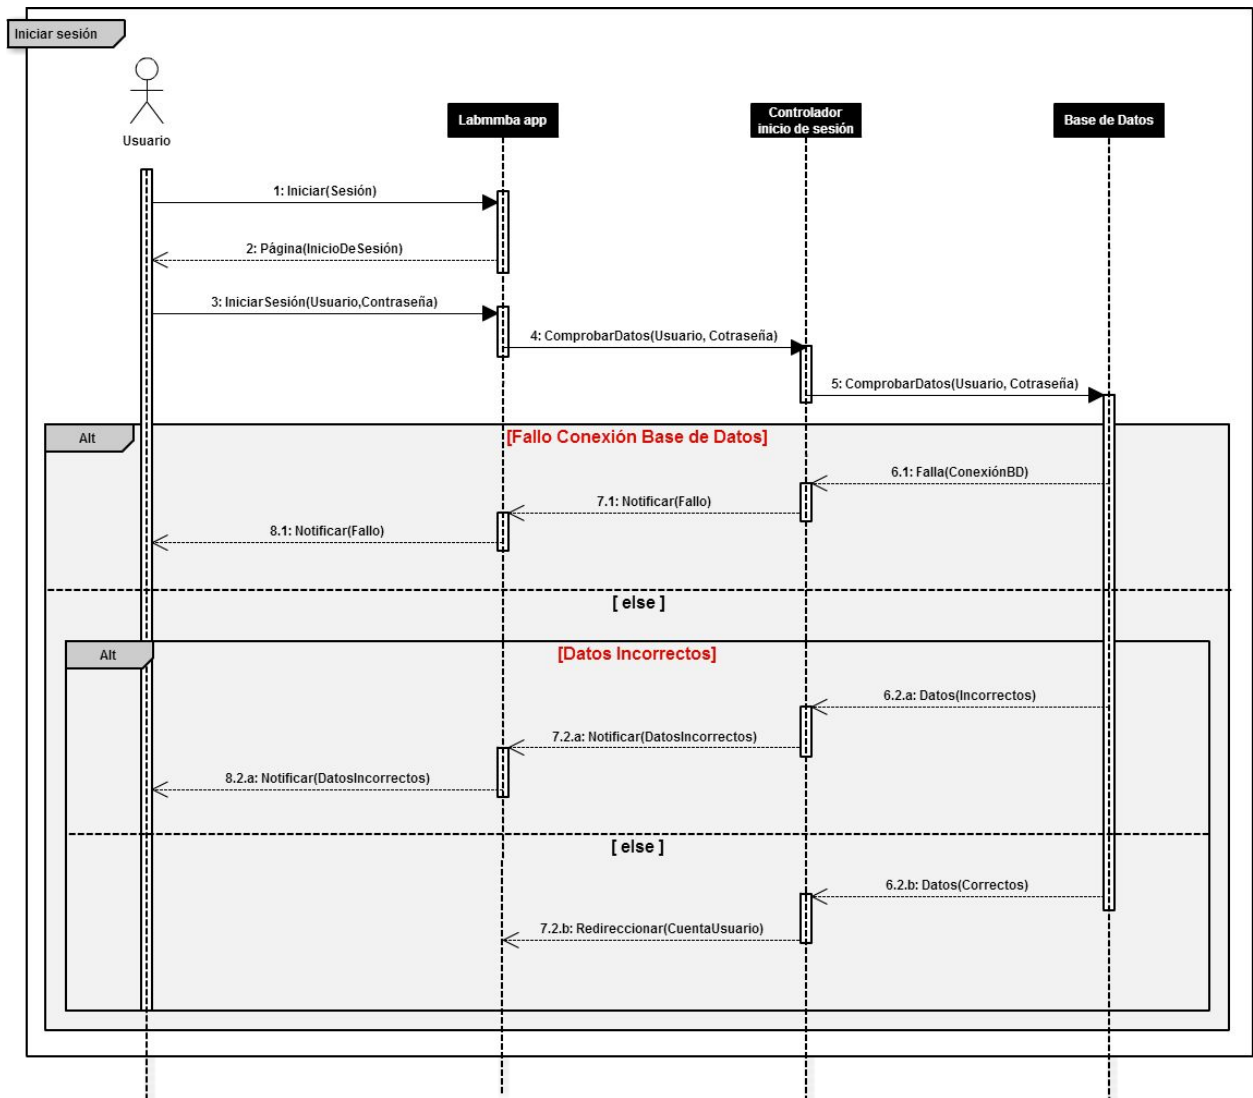 Iniciar sesión
Usuario
Labmmba app
Controlador
inicio de sesión
Base de Datos
1: Iniciar(Sesión)
2: Página(InicioDeSesión)
3: IniciarSesión(Usuario,Contraseña)
4: ComprobarDatos(Usuario, Cotraseña)
5: ComprobarDatos(Usuario, Cotraseña)
Alt
[Fallo Conexión Base de Datos]
6.1: Falla(ConexiónBD)
7.1: Notificar(Fallo)
8.1: Notificar(Fallo)
[ else ]
Alt
[Datos Incorrectos]
6.2.a: Datos(Incorrectos)
7.2.a: Notificar(DatosIncorrectos)
8.2.a: Notificar(DatosIncorrectos)
[ else ]
6.2.b: Datos(Correctos)
7.2.b: Redireccionar(CuentaUsuario)